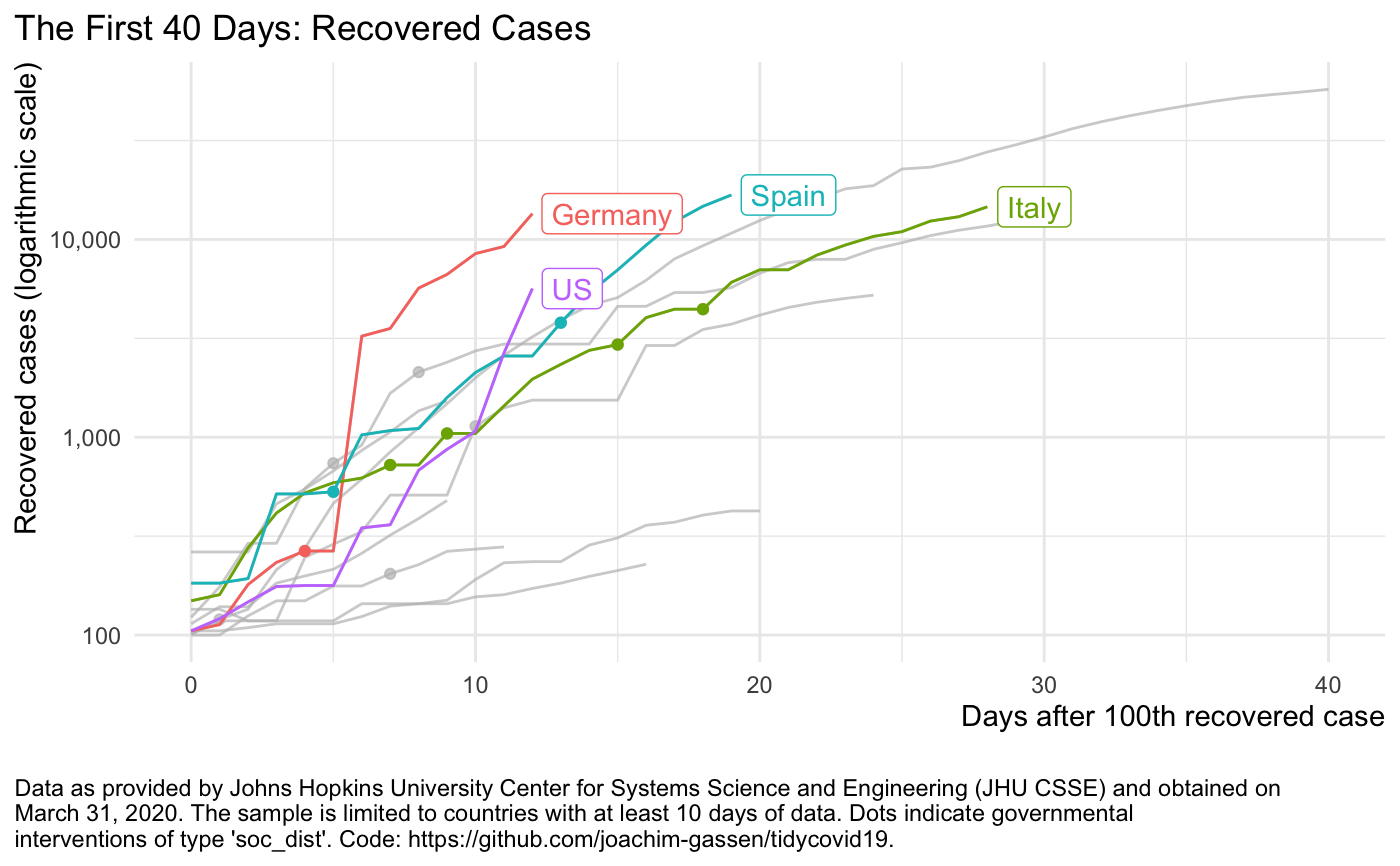 The First 40 Days: Recovered Cases
Recovered cases (logarithmic scale)
10,000
1,000
100
Germany
Spain
Italy
US
0 10 20 30 40
Days after 100th recovered case
Data as provided by Johns Hopkins University Center for Systems Science and Engineering (JHU CSSE) and obtained on
March 31, 2020. The sample is limited to countries with at least 10 days of data. Dots indicate governmental
interventions of type 'soc_dist'. Code: https://github.com/joachim-gassen/tidycovid19.